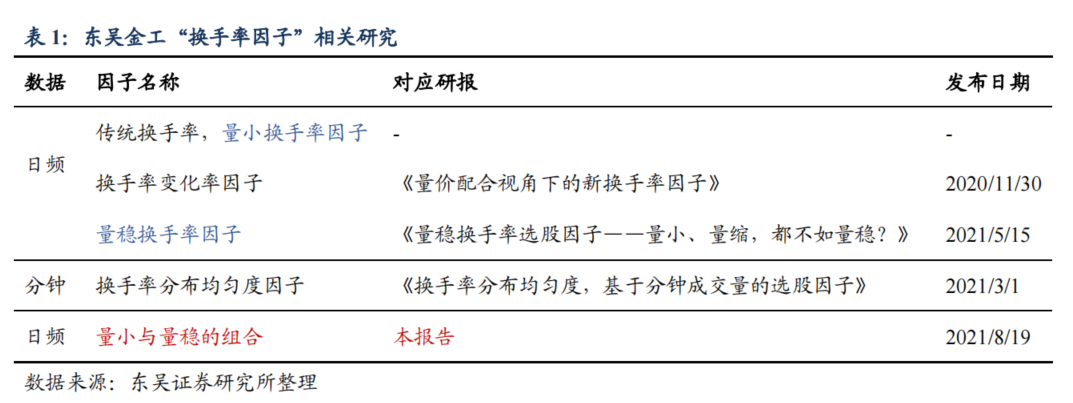 表 1：东吴金工“换手率因子”相关研究
数据 因子名称 对应研报 发布日期
日频 传统换手率，量小换手率因子 - -
换手率变化率因子 《量价配合视角下的新换手率因子》 2020/11/30
量稳换手率因子 《量稳换手率选股因子——量小、量缩，都不如量稳？》 2021/5/15
分钟 换手率分布均匀度因子 《换手率分布均匀度，基于分钟成交量的选股因子》 2021/3/1
日频 量小与量稳的组合 本报告 2021/8/19
数据来源：东吴证券研究所整理